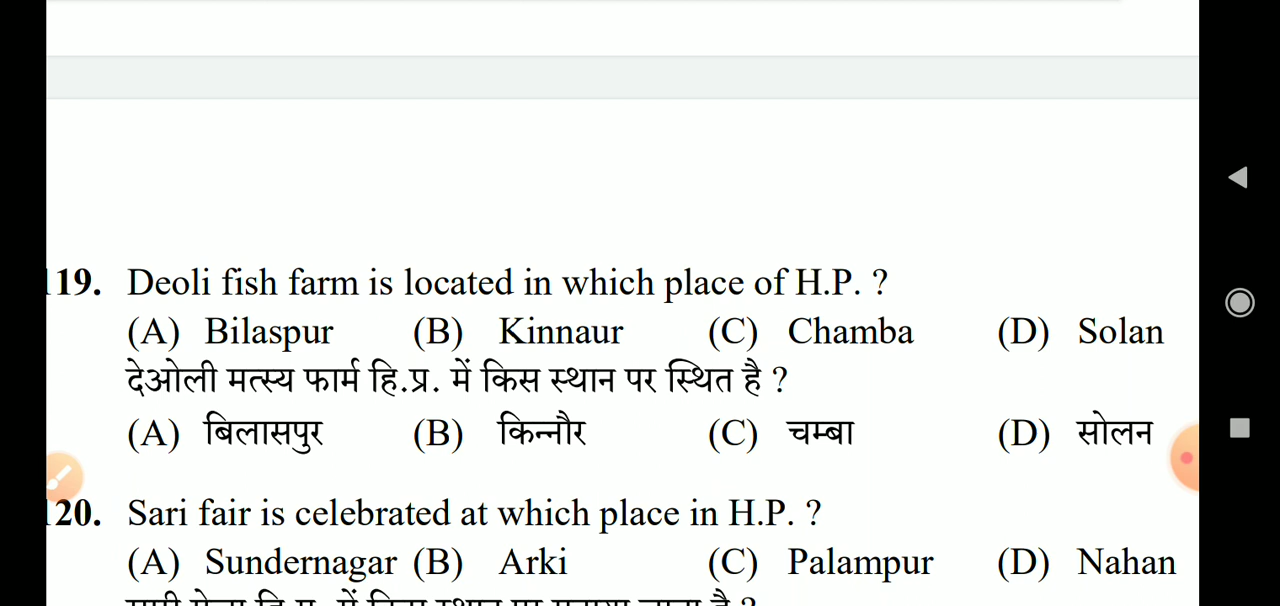 19. Deoli fish farm is located in which place of H.P. ?
(A) Bilaspur (B) Kinnaur (C) Chamba (D) Solan
देओली मत्स्य फार्म हि.प्र. में किस स्थान पर स्थित है ?
(A) बिलासपुर (B) किन्नौर (C) चम्बा (D) सोलन
20. Sari fair is celebrated at which place in H.P. ?
(A) Sundernagar (B) Arki (C) Palampur (D) Nahan